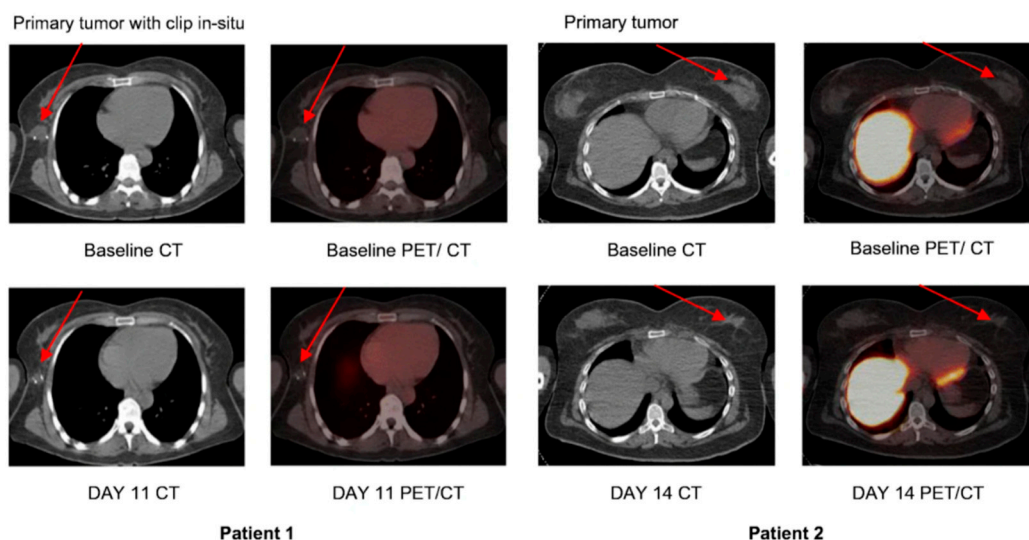 Primary tumor with clip in-situ
Primary tumor
Baseline CT
Baseline PET/ CT
Baseline CT
Baseline PET/ CT
DAY 11 CT
DAY 11 PET/CT
DAY 14 CT
DAY 14 PET/CT
Patient 1
Patient 2